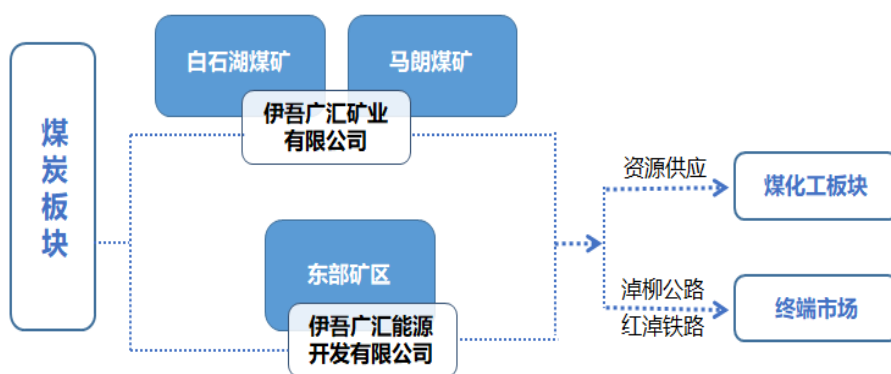 煤炭板块
白石湖煤矿
马朗煤矿
伊吾广汇矿业
有限公司
东部矿区
伊吾广汇能源
开发有限公司
资源供应
煤化工板块
淖柳公路
红淖铁路
终端市场